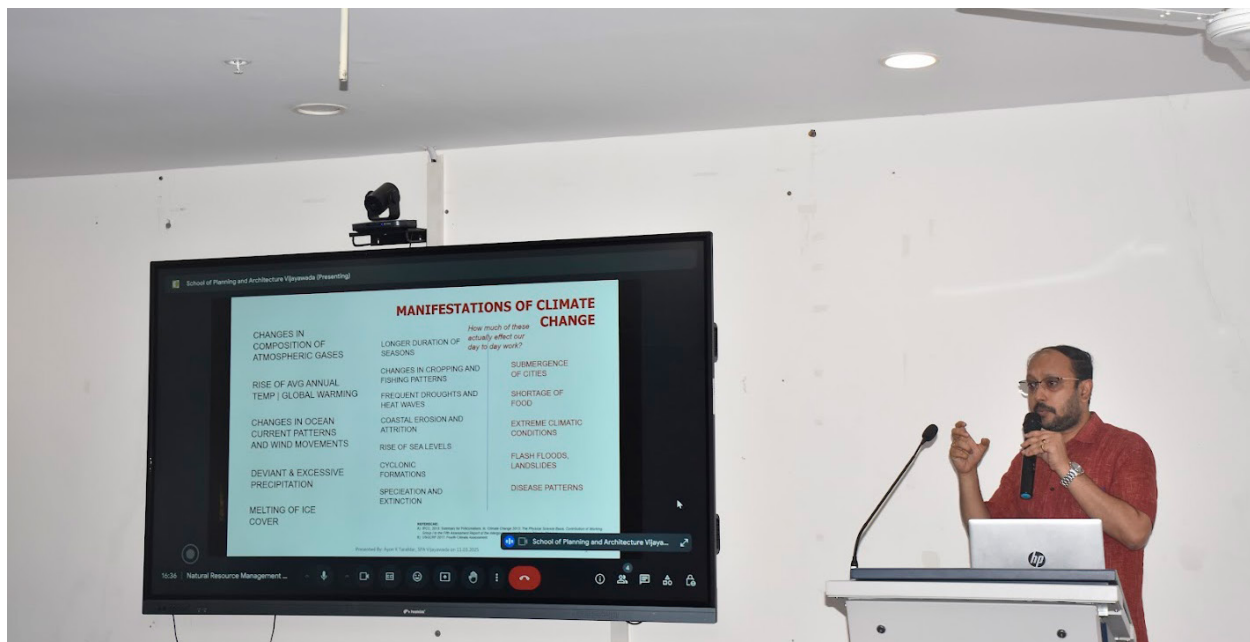 School of Planning and Architecture Vijayawada (Presenting)
MANIFESTATIONS OF CLIMATE
CHANGE
How much of these
actually effect our
day to day work?
CHANGES IN
COMPOSITION OF
ATMOSPHERIC GASES
RISE OF AVG ANNUAL
TEMP | GLOBAL WARMING
CHANGES IN OCEAN
CURRENT PATTERNS
AND WIND MOVEMENTS
DEVIANT & EXCESSIVE
PRECIPITATION
MELTING OF ICE
COVER
LONGER DURATION OF
SEASONS
CHANGES IN CROPPING AND
FISHING PATTERNS
FREQUENT DROUGHTS AND
HEAT WAVES
COASTAL EROSION AND
ATTRITION
RISE OF SEA LEVELS
CYCLONIC
FORMATIONS
SPECIEATION AND
EXTINCTION
SUBMERGENCE
OF CITIES
SHORTAGE OF
FOOD
EXTREME CLIMATIC
CONDITIONS
FLASH FLOODS,
LANDSLIDES
DISEASE PATTERNS
REFERENCES
School of Planning and Architecture Vijaya...
16:36 | Natural Resource Management ...
4
hp